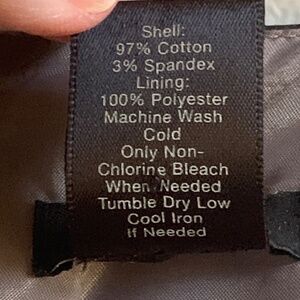 Shell:
97% Cotton
3% Spandex
Lining:
100% Polyester
Machine Wash
Cold
Only Non-
Chlorine Bleach
When Needed
Tumble Dry Low
Cool Iron
If Needed